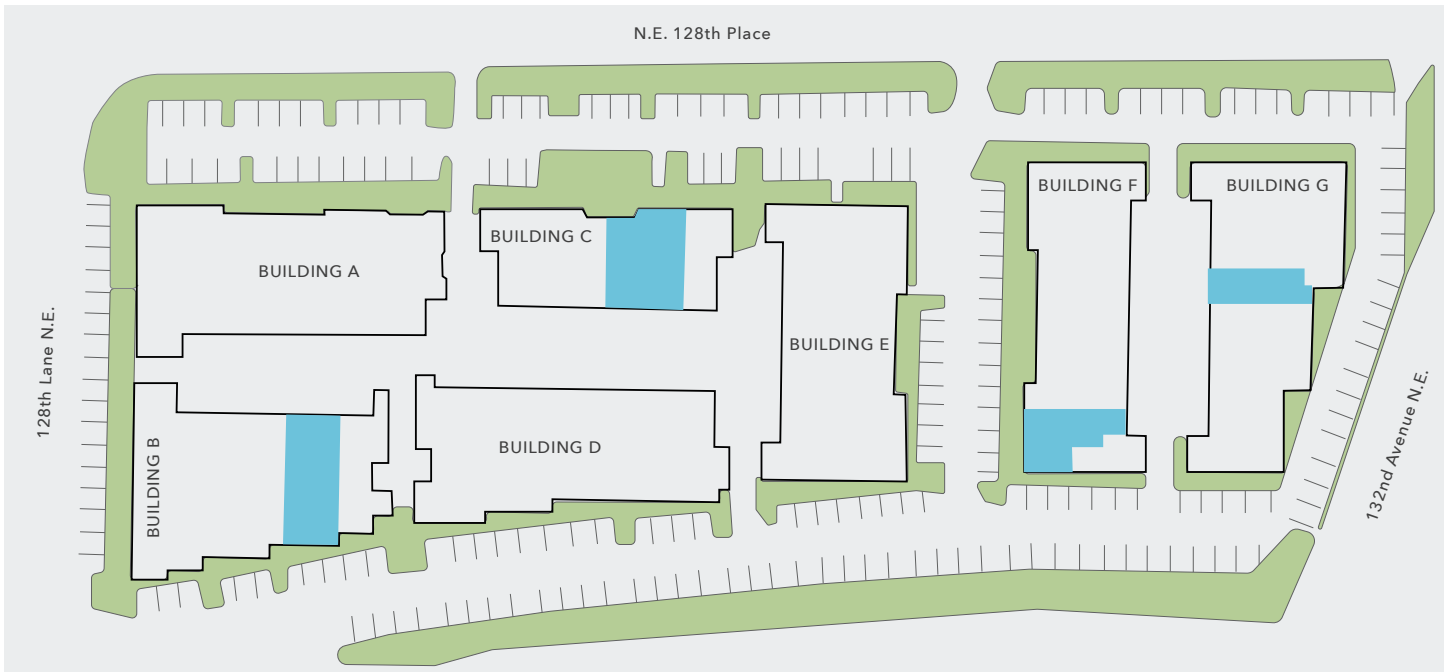 N.E. 128th Place
BUILDING F
BUILDING G
BUILDING C
BUILDING A
BUILDING E
128th Lane N.E.
BUILDING B
BUILDING D
132nd Avenue N.E.